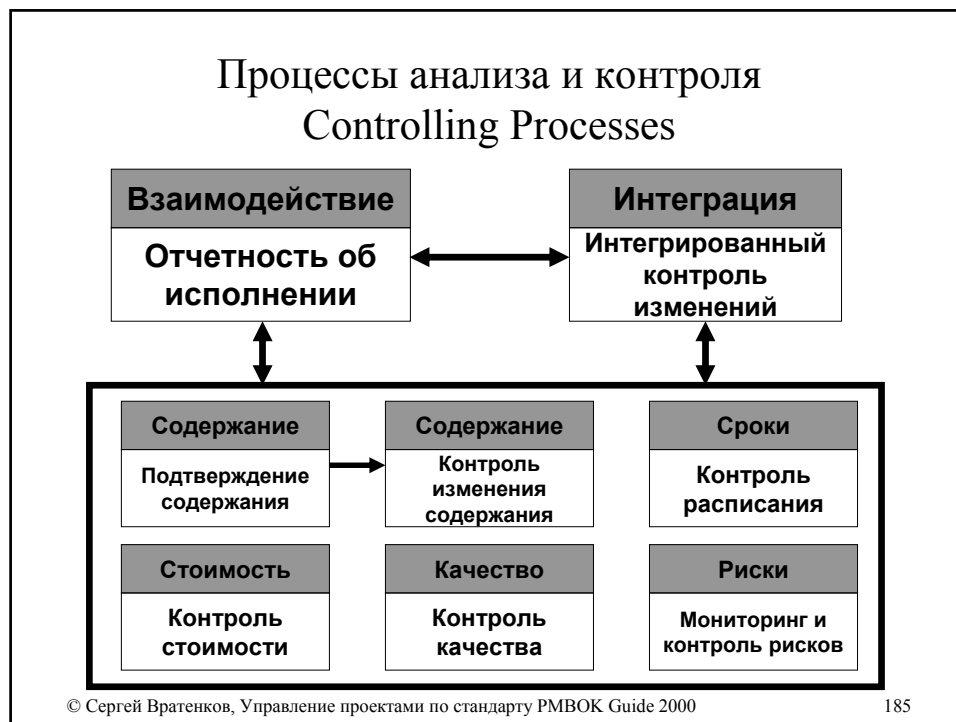 Процессы анализа и контроля
Controlling Processes
Взаимодействие
Отчетность об
исполнении
Интеграция
Интегрированный
контроль
изменений
Содержание
Подтверждение
содержания
Содержание
Контроль
изменения
содержания
Сроки
Контроль
расписания
Стоимость
Контроль
стоимости
Качество
Контроль
качества
Риски
Мониторинг и
контроль рисков
© Сергей Вратенков, Управление проектами по стандарту PMBOK Guide 2000 185